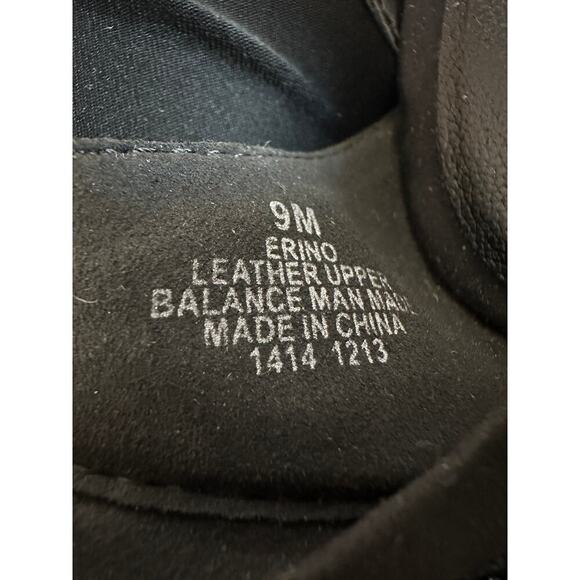 9M
ERINO
LEATHER UPPER
BALANCE MAN MADE
MADE IN CHINA
1414 1213